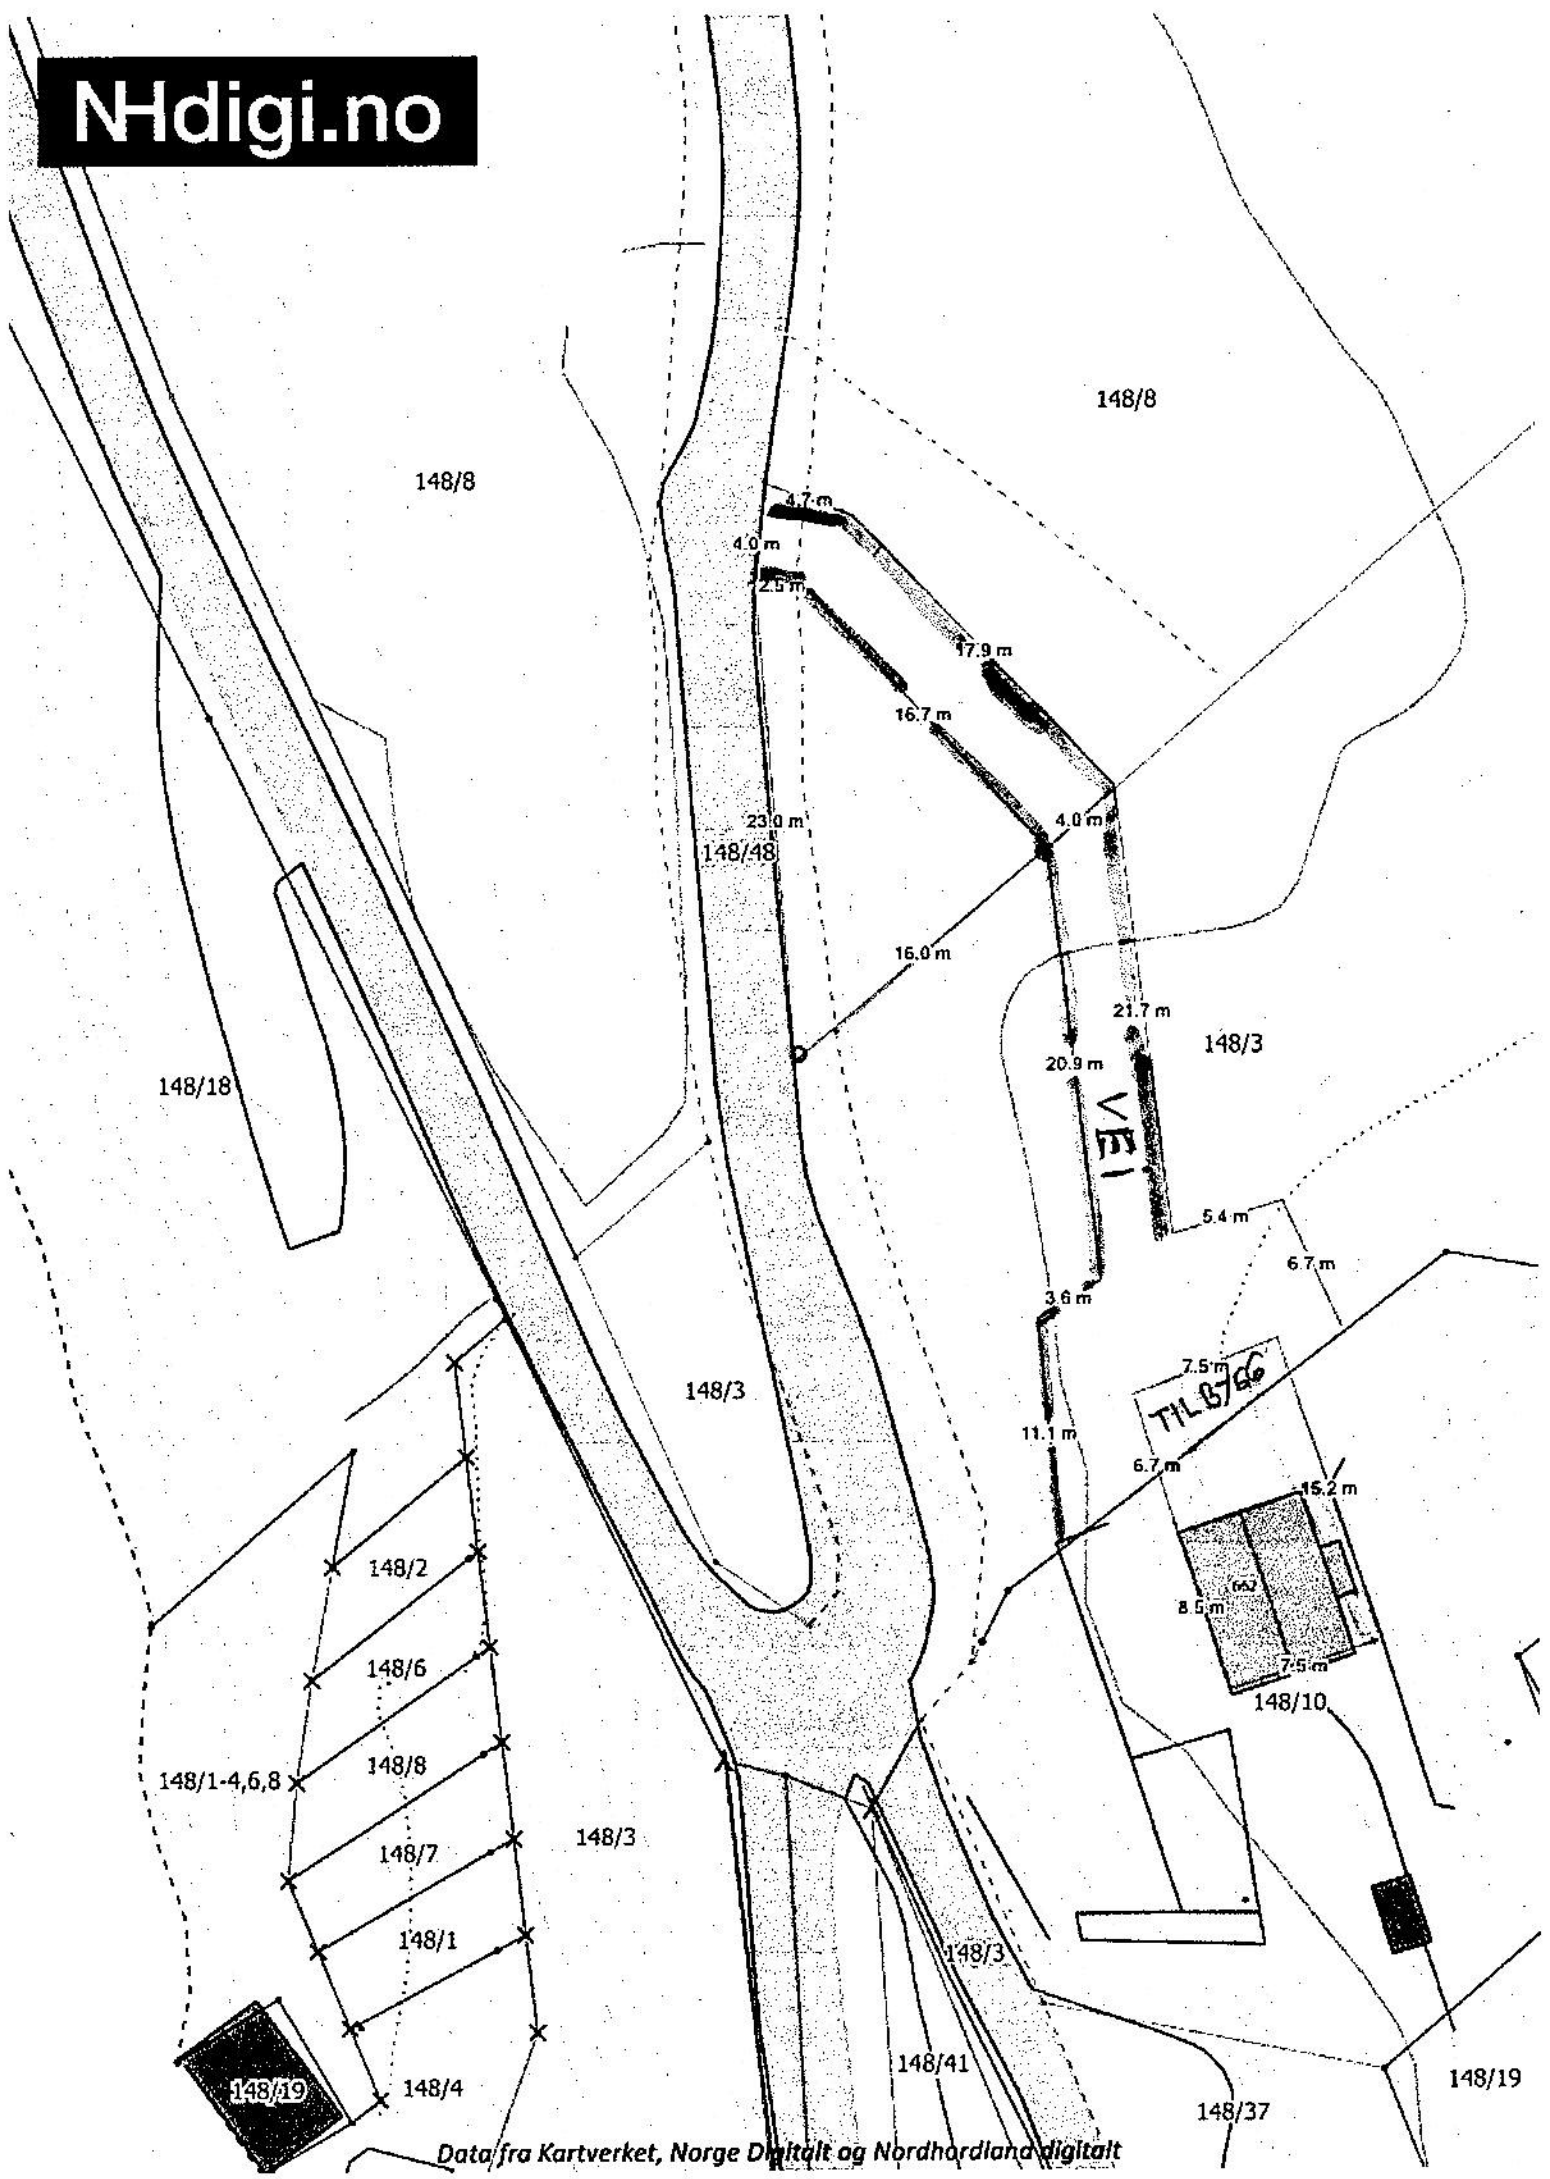 NHdigi.no
148/8
148/8
4.7 m
4.0 m
2.5 m
17.9 m
16.7 m
4.0 m
23.0 m
148/48
16.0 m
21.7 m
148/3
20.9 m
148/18
VEI
5.4 m
6.7 m
3.6 m
7.5 m
148/3
TILBYGG
11.1 m
6.7 m
15.2 m
148/2
662
8.5 m
148/6
7.5 m
148/10
148/8
148/1-4,6,8
148/3
148/7
148/1
148/3
148/41
148/19
148/4
148/19
148/37
Data fra Kartverket, Norge Digitalt og Nordhordland digitalt